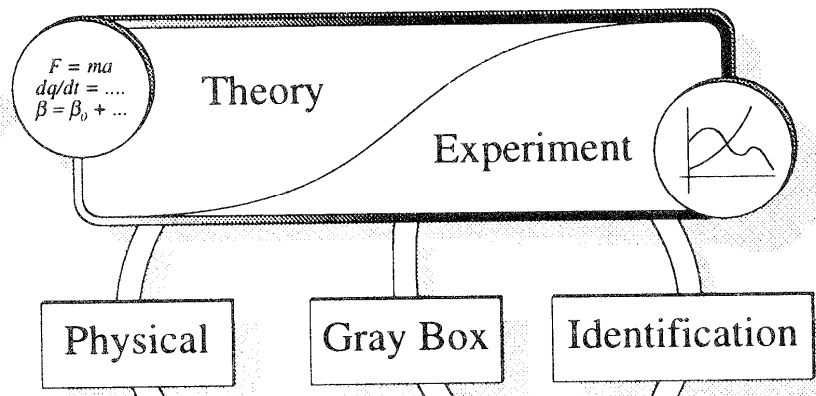 F = ma
dq/dt = ....
β = β₀ + ...
Theory
Experiment
Physical
Gray Box
Identification